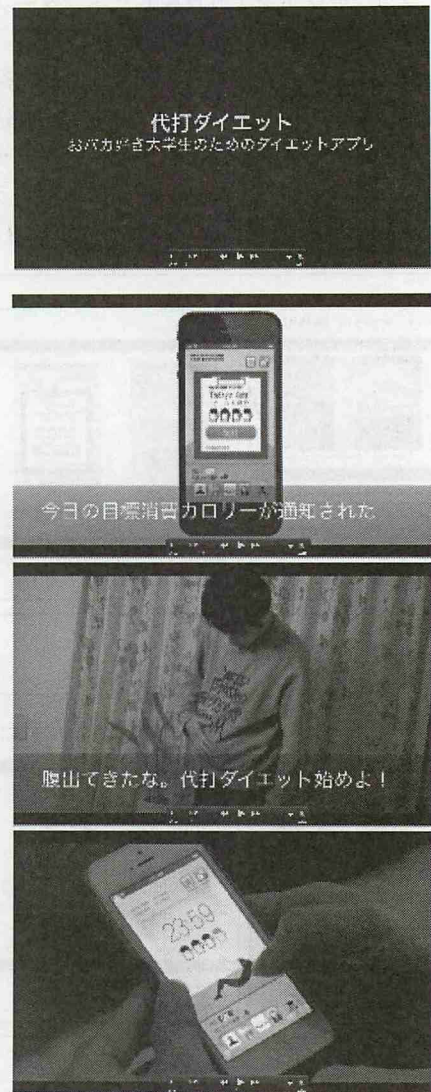 代打ダイエット
おバカ好き大学生のためのダイエットアプリ
今日の目標消費カロリーが通知された
腹出てきたな。代打ダイエット始めよ！
23:59